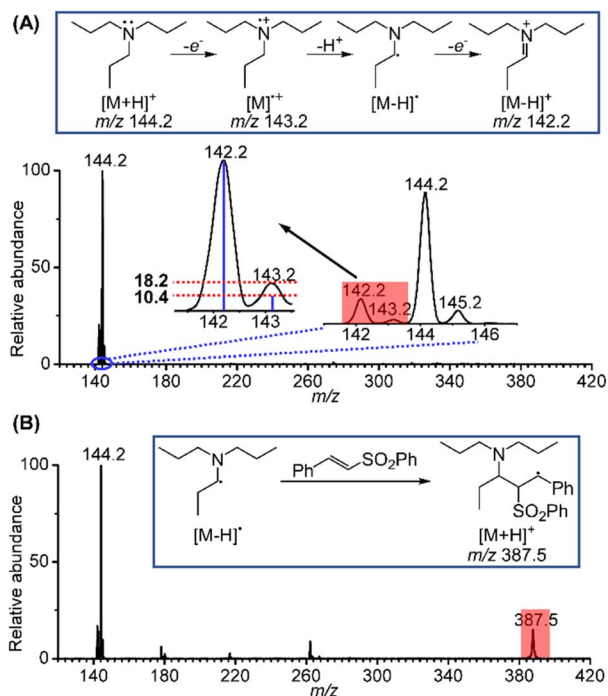 (A)
N
-e⁻
N
-H⁺
N
-e⁻
N
[M+H]⁺
[M]•⁺
[M-H]•
[M-H]⁺
m/z 144.2
m/z 143.2
m/z 142.2
100
50
0
Relative abundance
144.2
142.2
18.2
10.4
143.2
142
143
144.2
142.2
143.2
145.2
142
144
146
140
180
220
260
300
340
380
420
m/z
(B)
100
50
0
Relative abundance
144.2
N
Ph
SO₂Ph
N
Ph
SO₂Ph
[M-H]•
[M+H]⁺
m/z 387.5
387.5
140
180
220
260
300
340
380
420
m/z